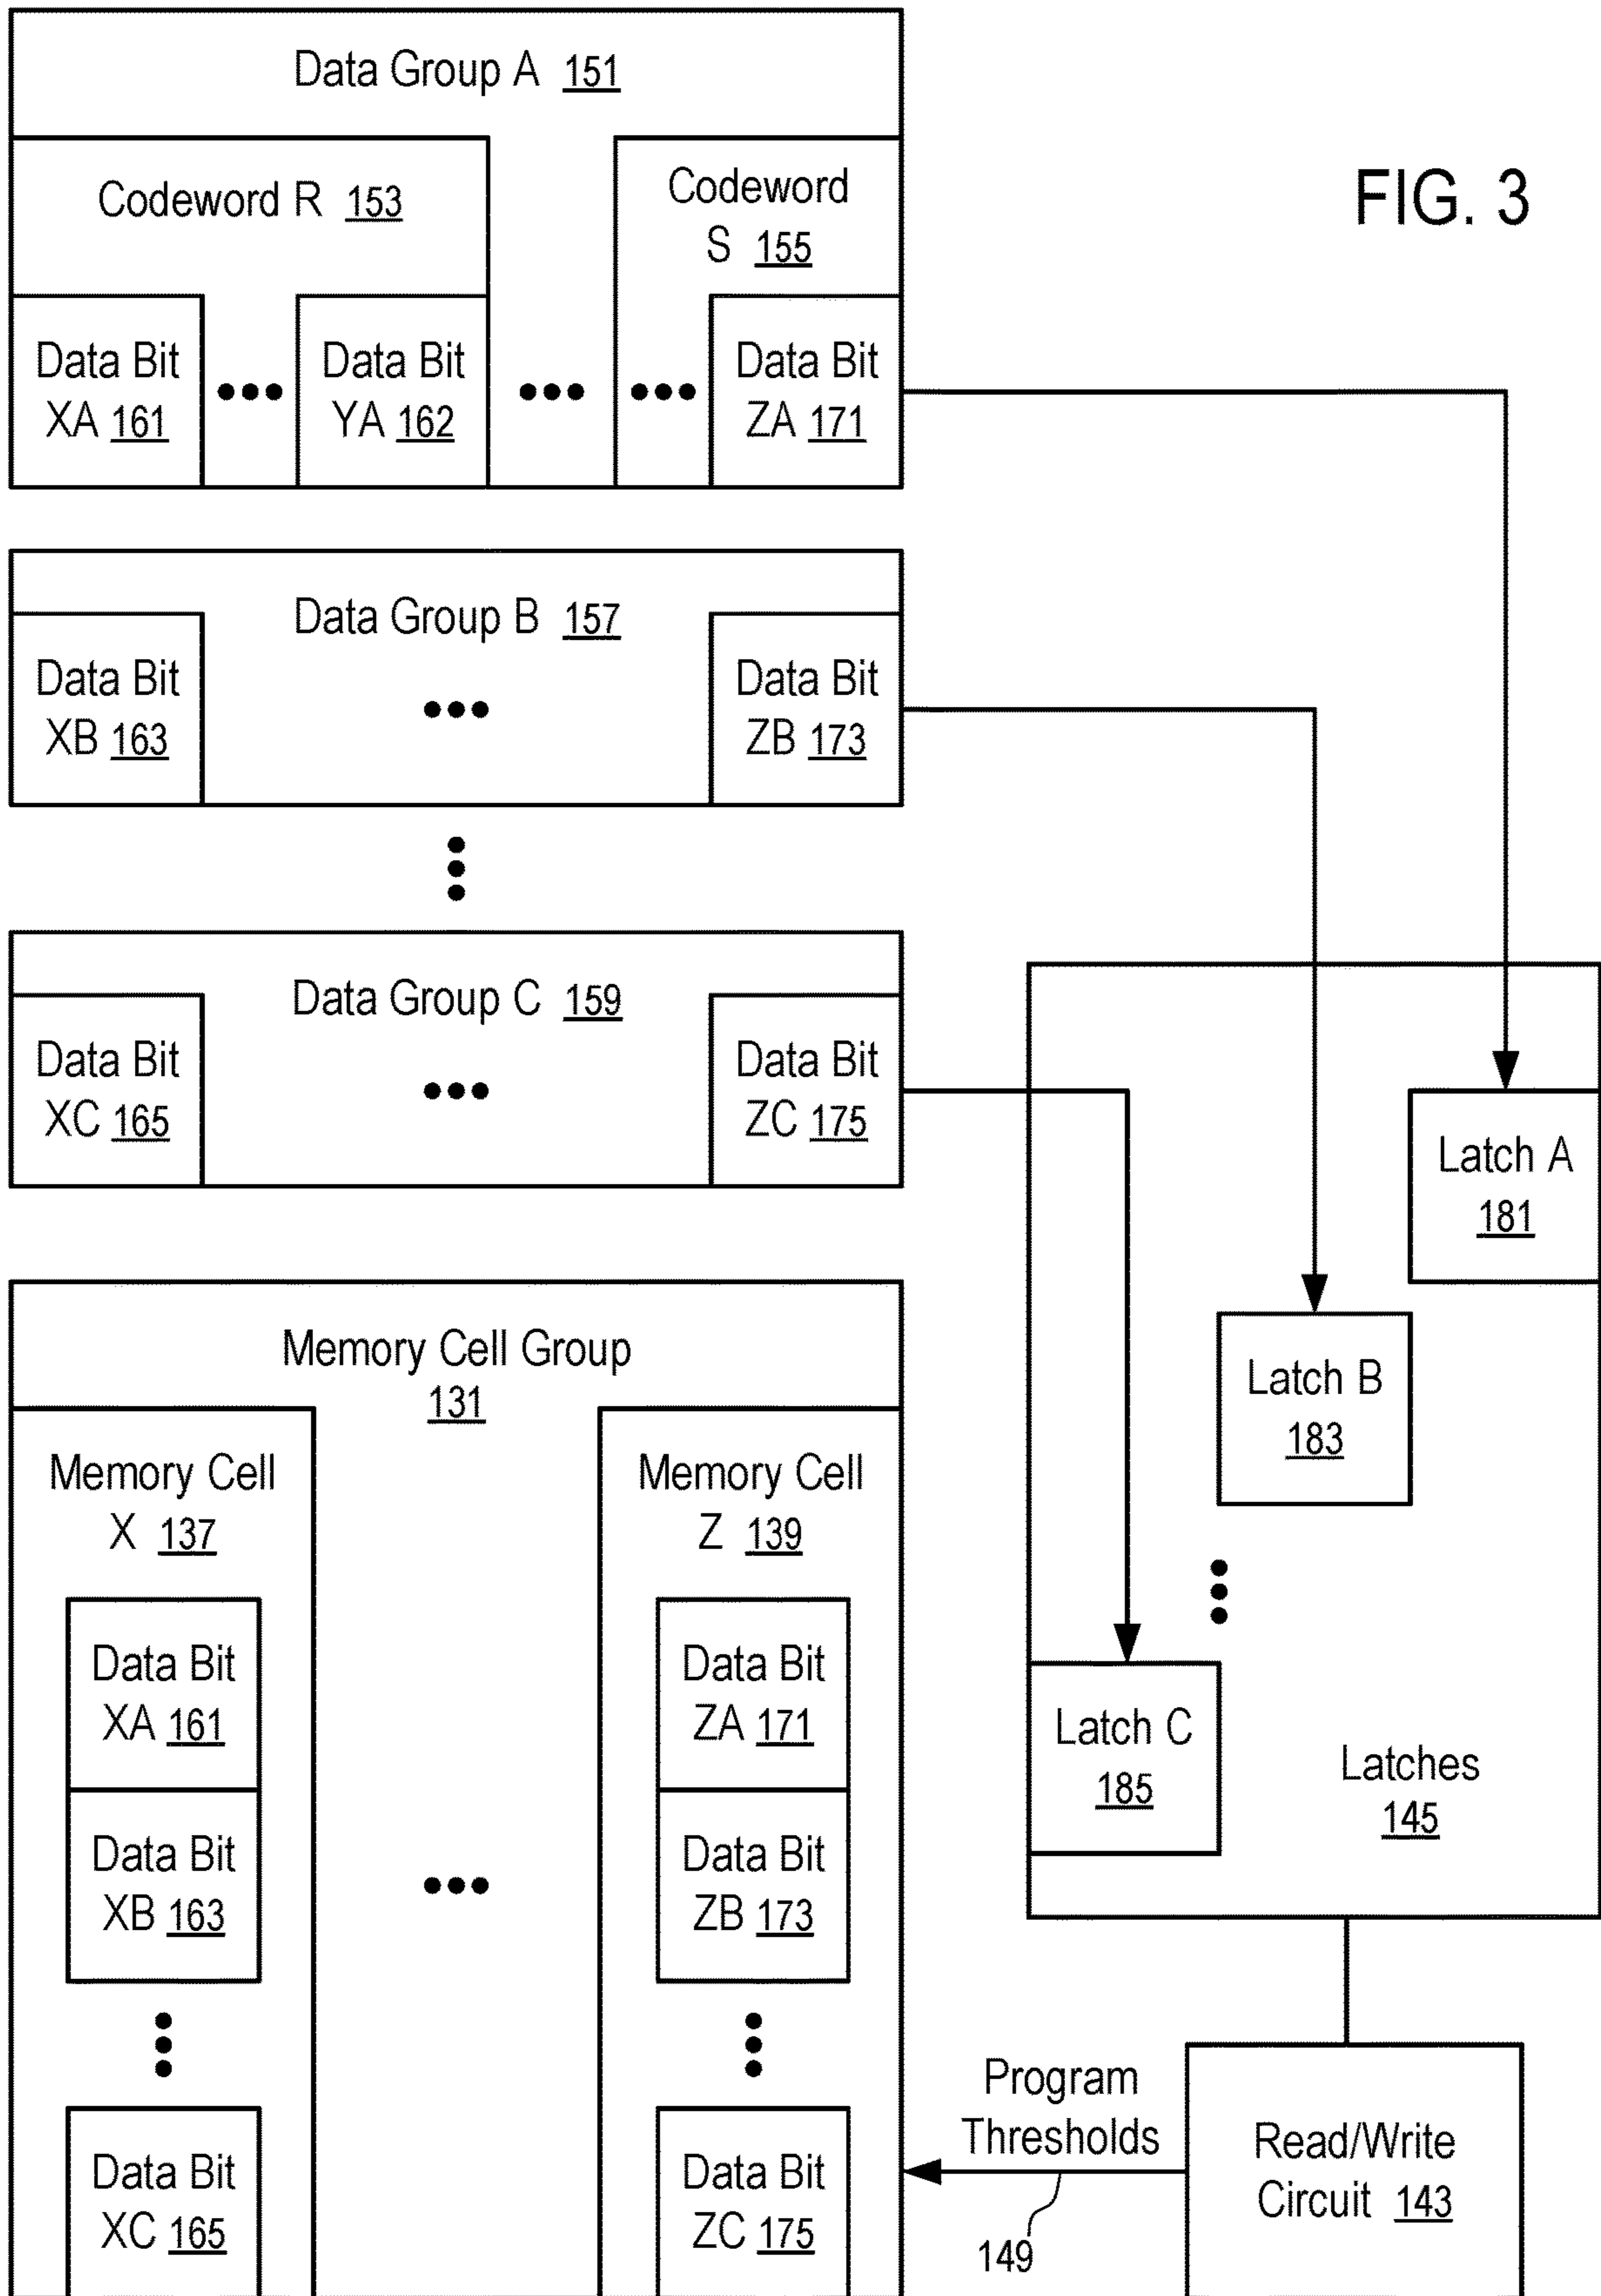 Data Group A 151
Codeword R 153
Codeword
S 155
Data Bit
XA 161
Data Bit
YA 162
Data Bit
ZA 171
FIG. 3
Data Group B 157
Data Bit
XB 163
Data Bit
ZB 173
Data Group C 159
Data Bit
XC 165
Data Bit
ZC 175
Latch A
181
Latch B
183
Latch C
185
Latches
145
Memory Cell Group
131
Memory Cell
X 137
Data Bit
XA 161
Data Bit
XB 163
Data Bit
XC 165
Memory Cell
Z 139
Data Bit
ZA 171
Data Bit
ZB 173
Data Bit
ZC 175
Program
Thresholds
149
Read/Write
Circuit 143